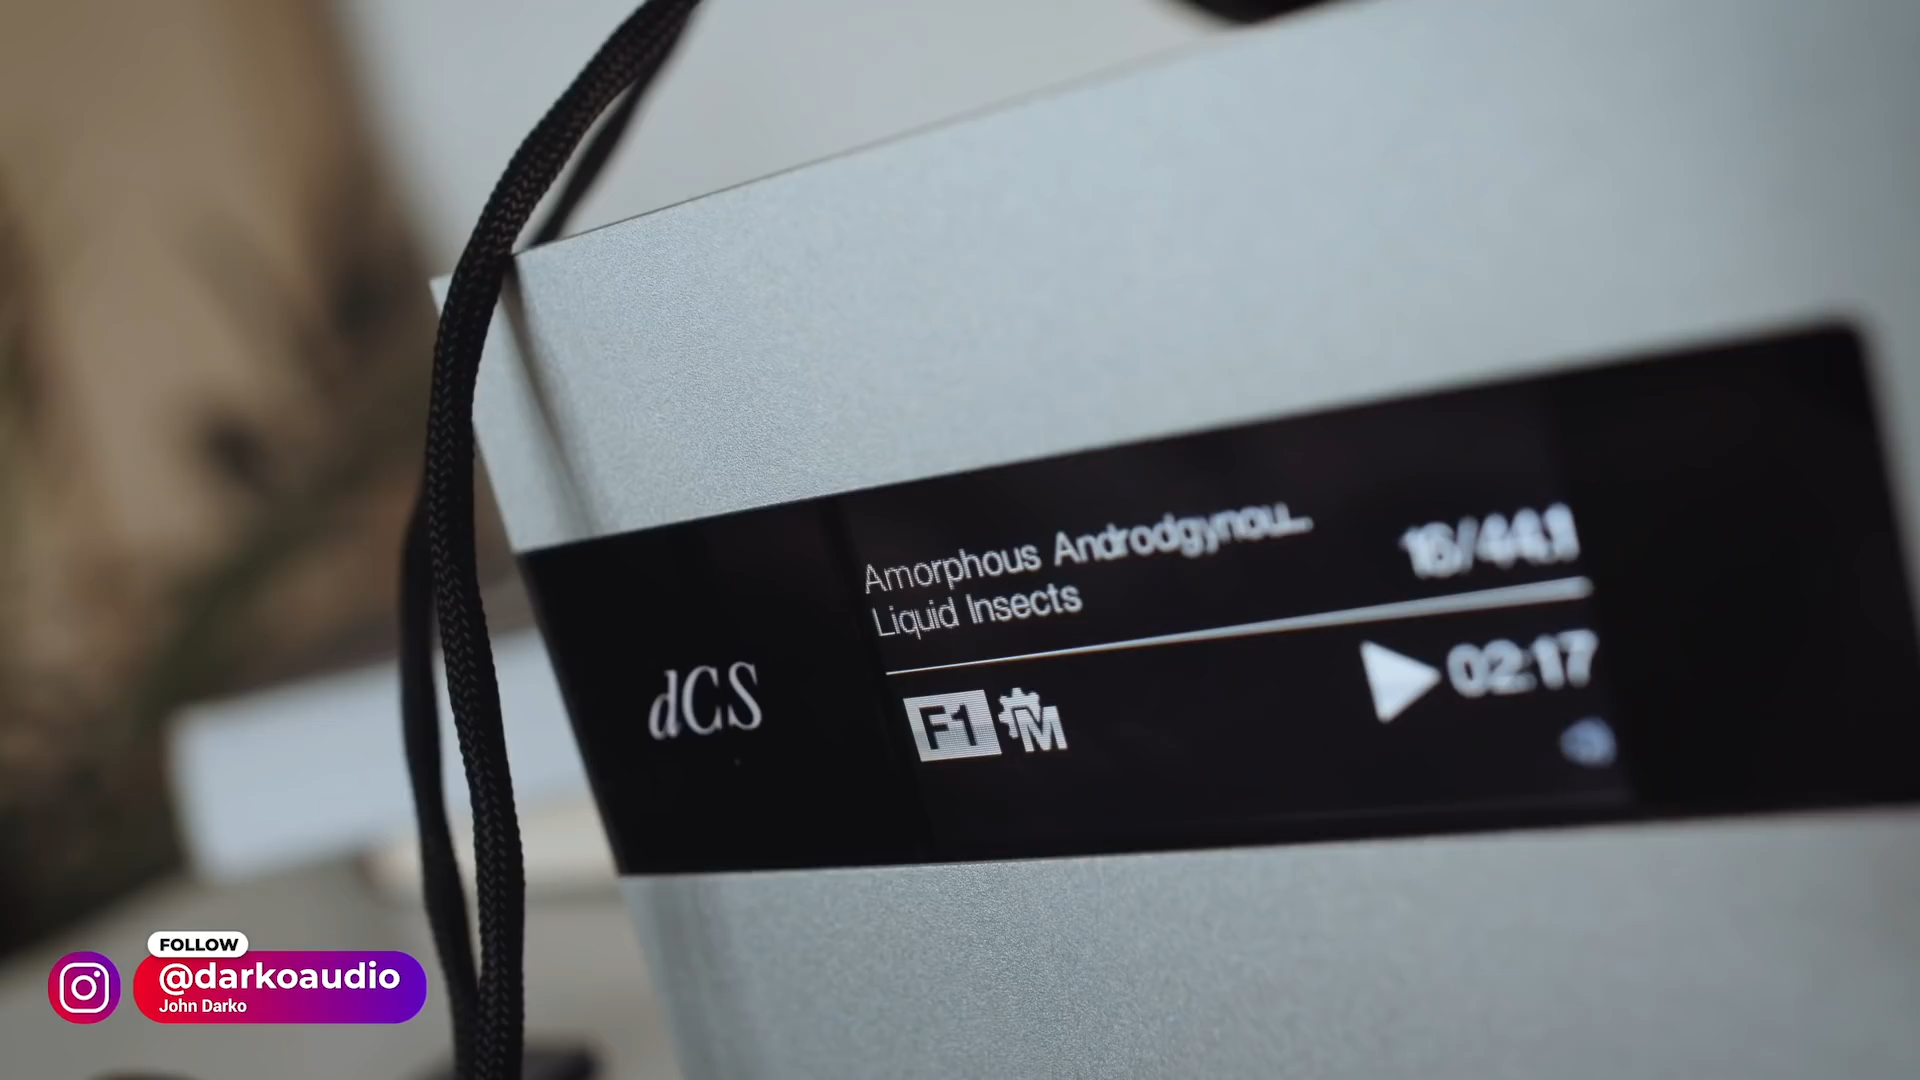 Amorphous Androdgynou...
Liquid Insects
16/44.1
dCS
F1 M
02:17
FOLLOW
@darkoaudio
John Darko